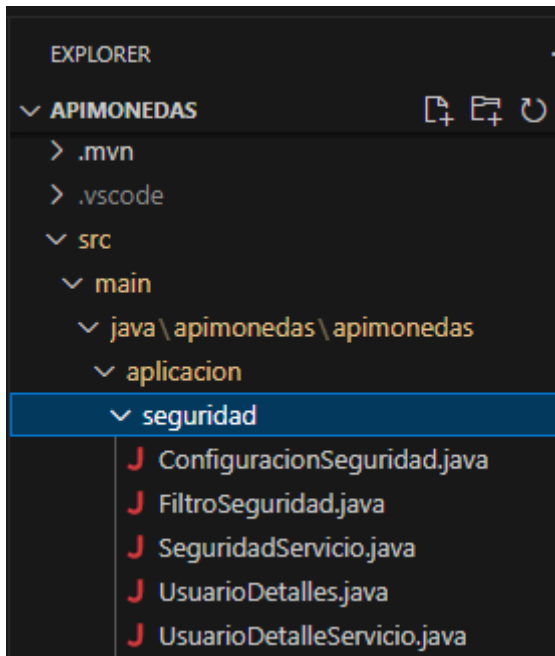 EXPLORER
APIMONEDAS
.mvn
.vscode
src
main
java\apimonedas\apimonedas
aplicacion
seguridad
J ConfiguracionSeguridad.java
J FiltroSeguridad.java
J SeguridadServicio.java
J UsuarioDetalles.java
J UsuarioDetalleServicio.java